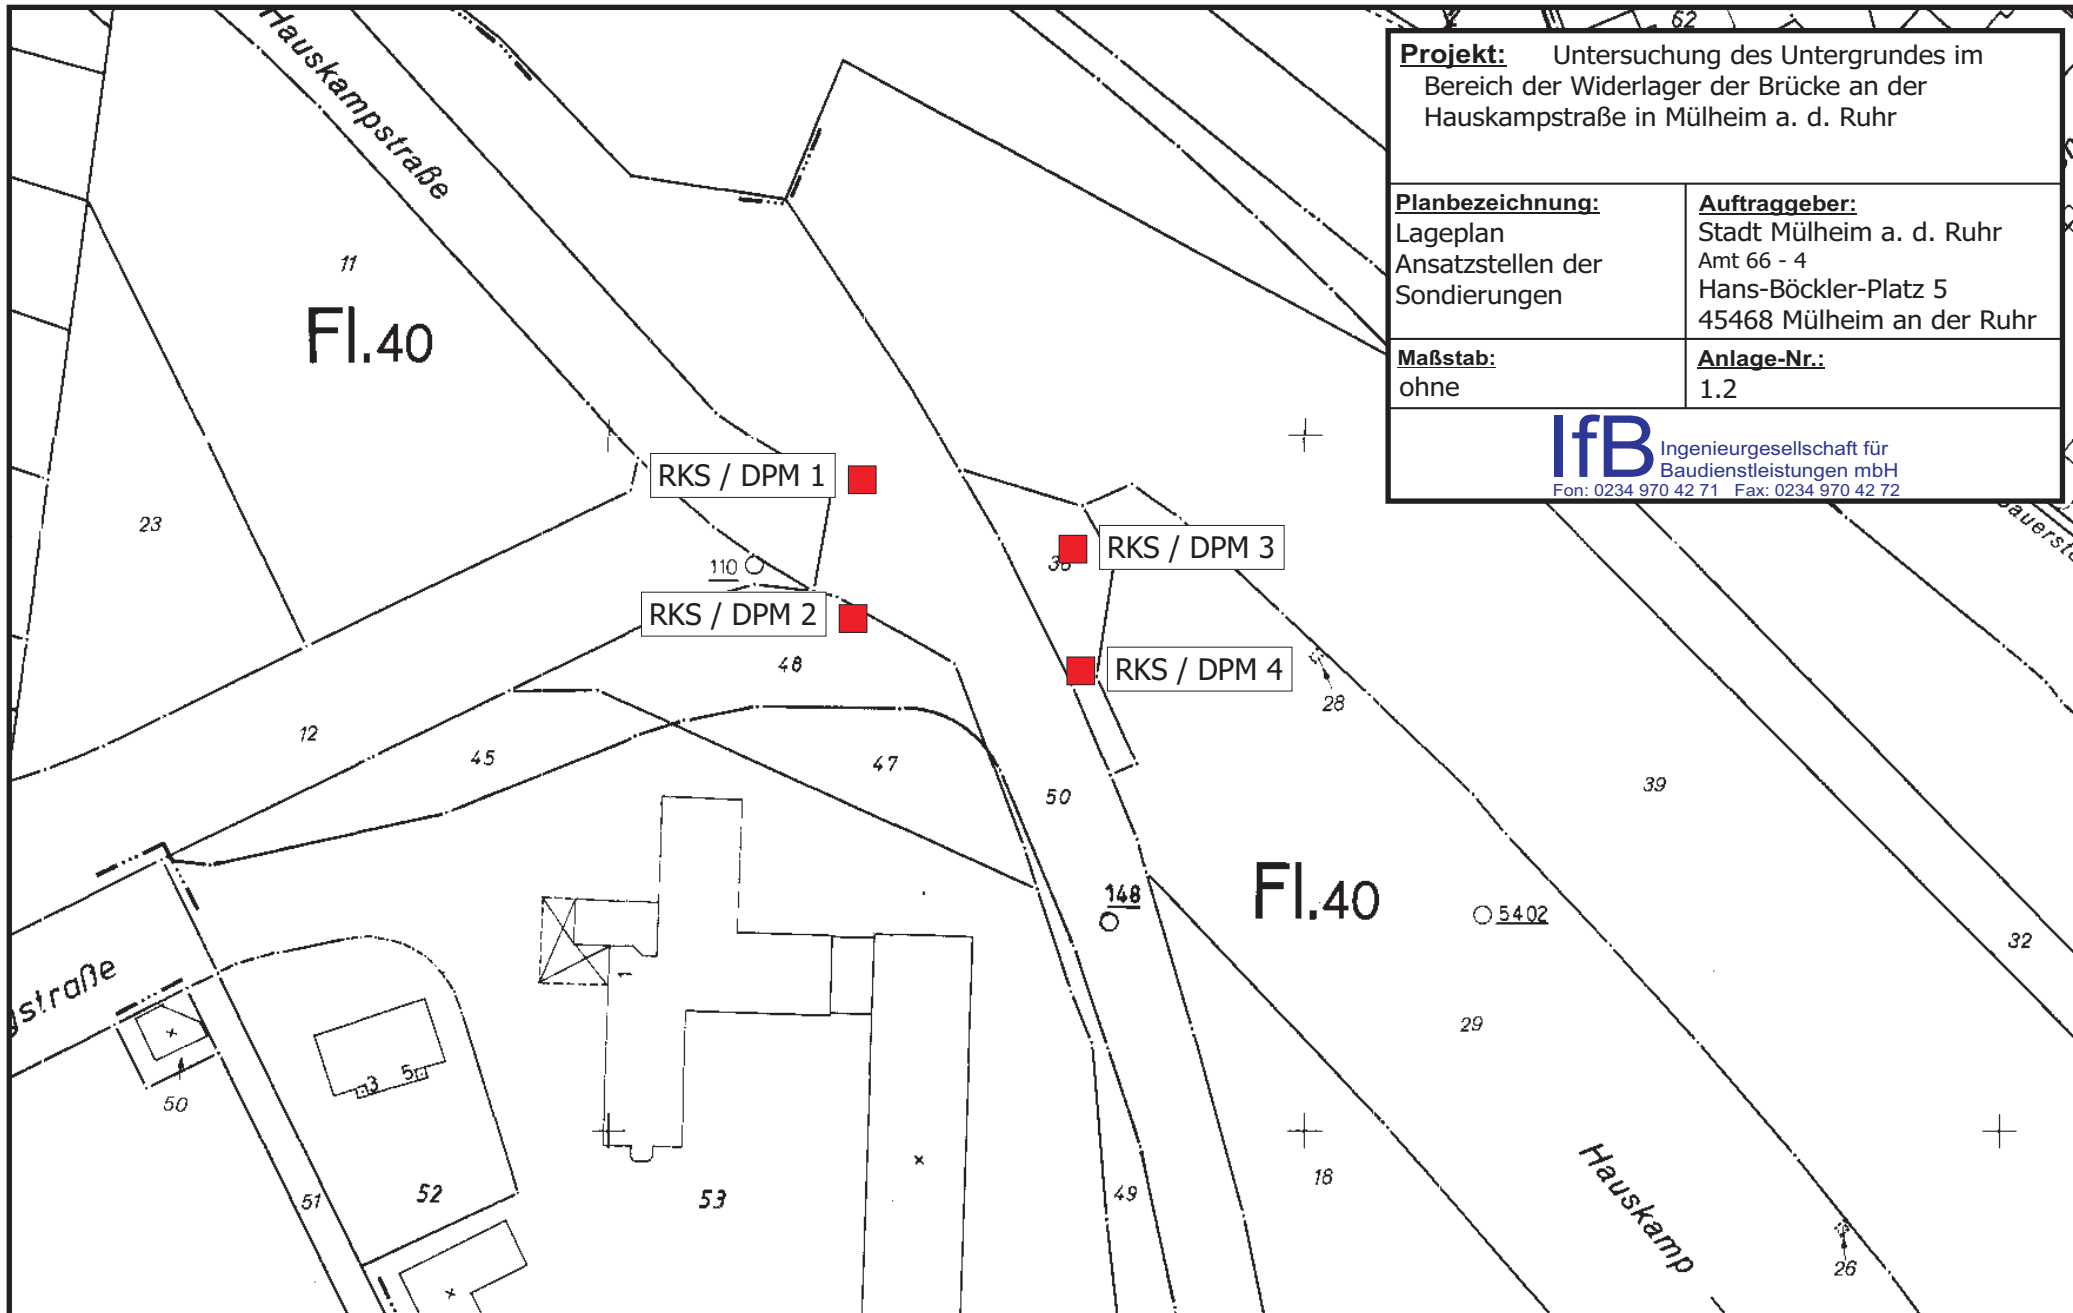 62
Projekt: Untersuchung des Untergrundes im
Bereich der Widerlager der Brücke an der
Hauskampstraße in Mülheim a. d. Ruhr
Planbezeichnung:
Lageplan
Ansatzstellen der
Sondierungen
Auftraggeber:
Stadt Mülheim a. d. Ruhr
Amt 66 - 4
Hans-Böckler-Platz 5
45468 Mülheim an der Ruhr
Maßstab:
ohne
Anlage-Nr.:
1.2
IfB Ingenieurgesellschaft für
Baudienstleistungen mbH
Fon: 0234 970 42 71 Fax: 0234 970 42 72
Hauskampstraße
11
Fl.40
23
RKS / DPM 1
110
RKS / DPM 2
RKS / DPM 3
RKS / DPM 4
48
28
12
45
47
50
39
148
Fl.40
5402
32
gstraße
1
29
3
5
50
51
52
53
49
18
Hauskamp
26